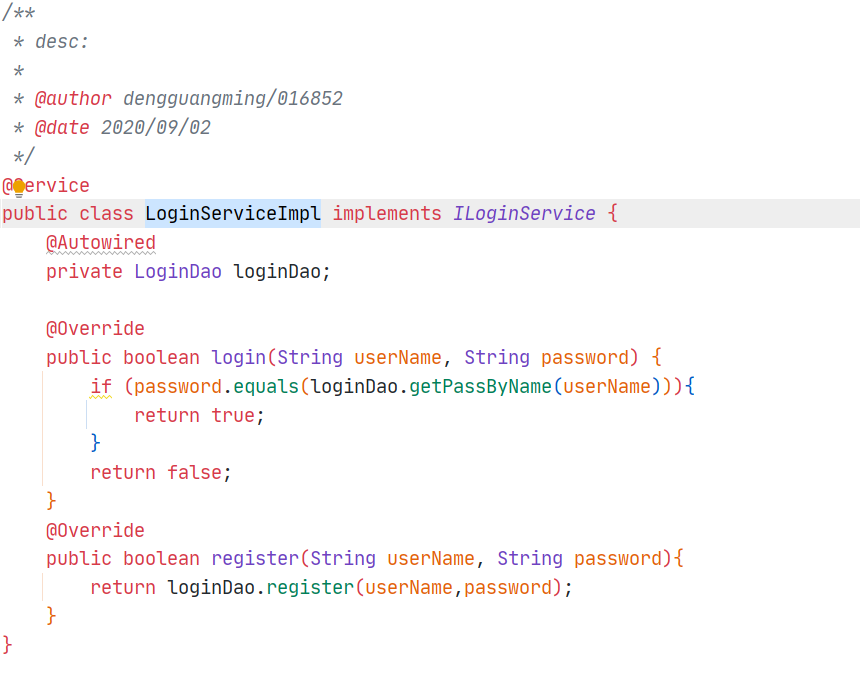 /**
 * desc:
 *
 * @author dengguangming/016852
 * @date 2020/09/02
 */
@Service
public class LoginServiceImpl implements ILoginService {
    @Autowired
    private LoginDao loginDao;

    @Override
    public boolean login(String userName, String password) {
        if (password.equals(loginDao.getPassByName(userName))){
            return true;
        }
        return false;
    }
    @Override
    public boolean register(String userName, String password){
        return loginDao.register(userName,password);
    }
}